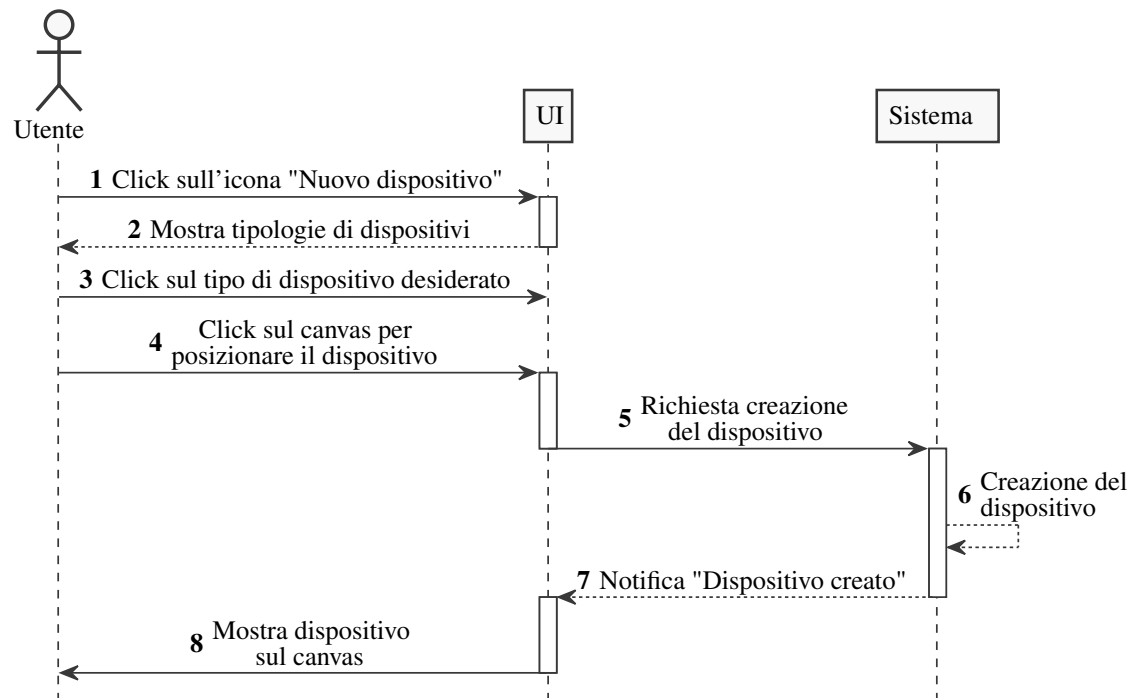 Utente
UI
Sistema
1 Click sull'icona "Nuovo dispositivo"
2 Mostra tipologie di dispositivi
3 Click sul tipo di dispositivo desiderato
4 Click sul canvas per
posizionare il dispositivo
5 Richiesta creazione
del dispositivo
6 Creazione del
dispositivo
7 Notifica "Dispositivo creato"
8 Mostra dispositivo
sul canvas